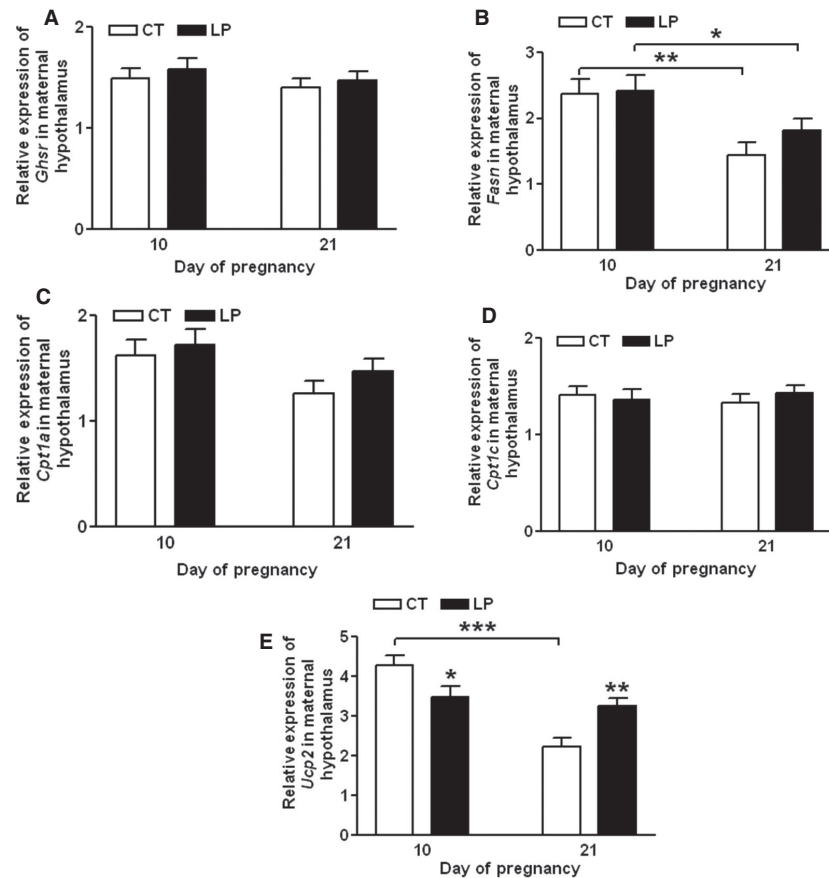 A
CT LP
Relative expression of
Ghsr in maternal
hypothalamus
2
1
0
10 21
Day of pregnancy
B
CT LP
*
**
Relative expression of
Fasn in maternal
hypothalamus
3
2
1
0
10 21
Day of pregnancy
C
CT LP
Relative expression of
Cpt1a in maternal
hypothalamus
2
1
0
10 21
Day of pregnancy
D
CT LP
Relative expression of
Cpt1c in maternal
hypothalamus
2
1
0
10 21
Day of pregnancy
E
CT LP
***
* **
Relative expression of
Ucp2 in maternal
hypothalamus
5
4
3
2
1
0
10 21
Day of pregnancy